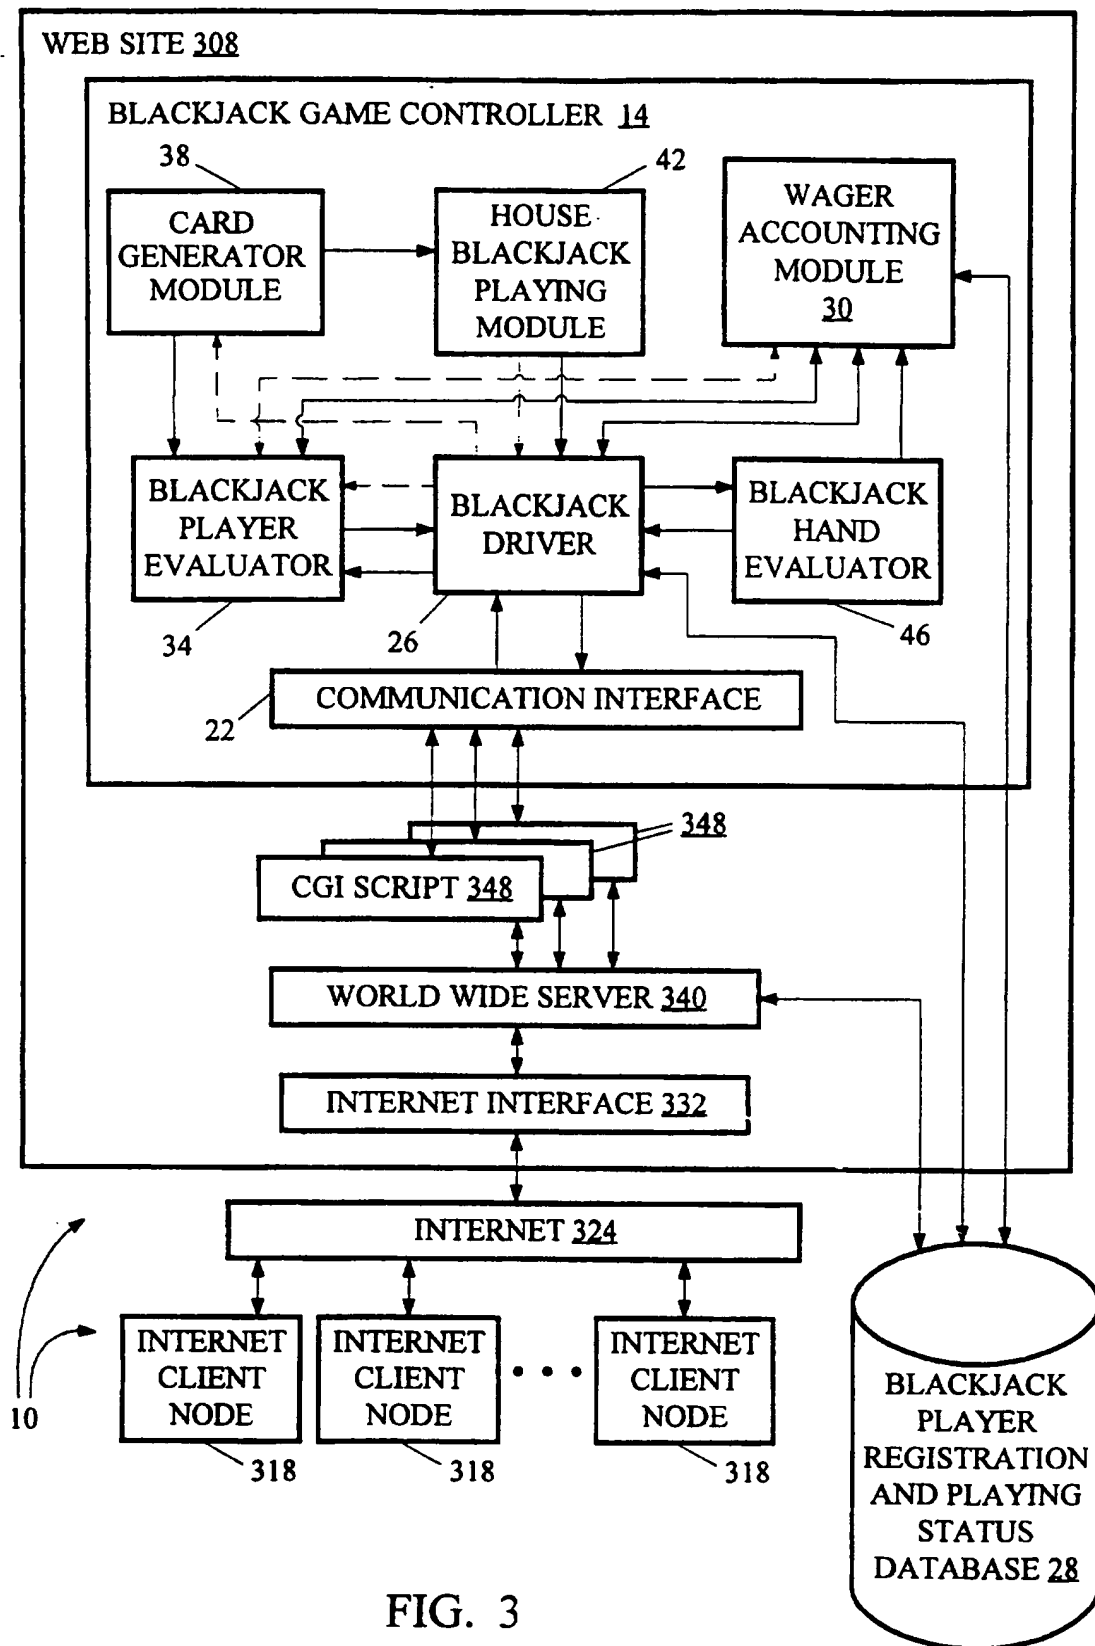 WEB SITE 308
BLACKJACK GAME CONTROLLER 14
38
42
CARD
GENERATOR
MODULE
HOUSE
BLACKJACK
PLAYING
MODULE
WAGER
ACCOUNTING
MODULE
30
BLACKJACK
PLAYER
EVALUATOR
BLACKJACK
DRIVER
BLACKJACK
HAND
EVALUATOR
34
26
46
COMMUNICATION INTERFACE
22
348
CGI SCRIPT 348
WORLD WIDE SERVER 340
INTERNET INTERFACE 332
INTERNET 324
INTERNET
CLIENT
NODE
INTERNET
CLIENT
NODE
• • •
INTERNET
CLIENT
NODE
10
318
318
318
BLACKJACK
PLAYER
REGISTRATION
AND PLAYING
STATUS
DATABASE 28
FIG. 3